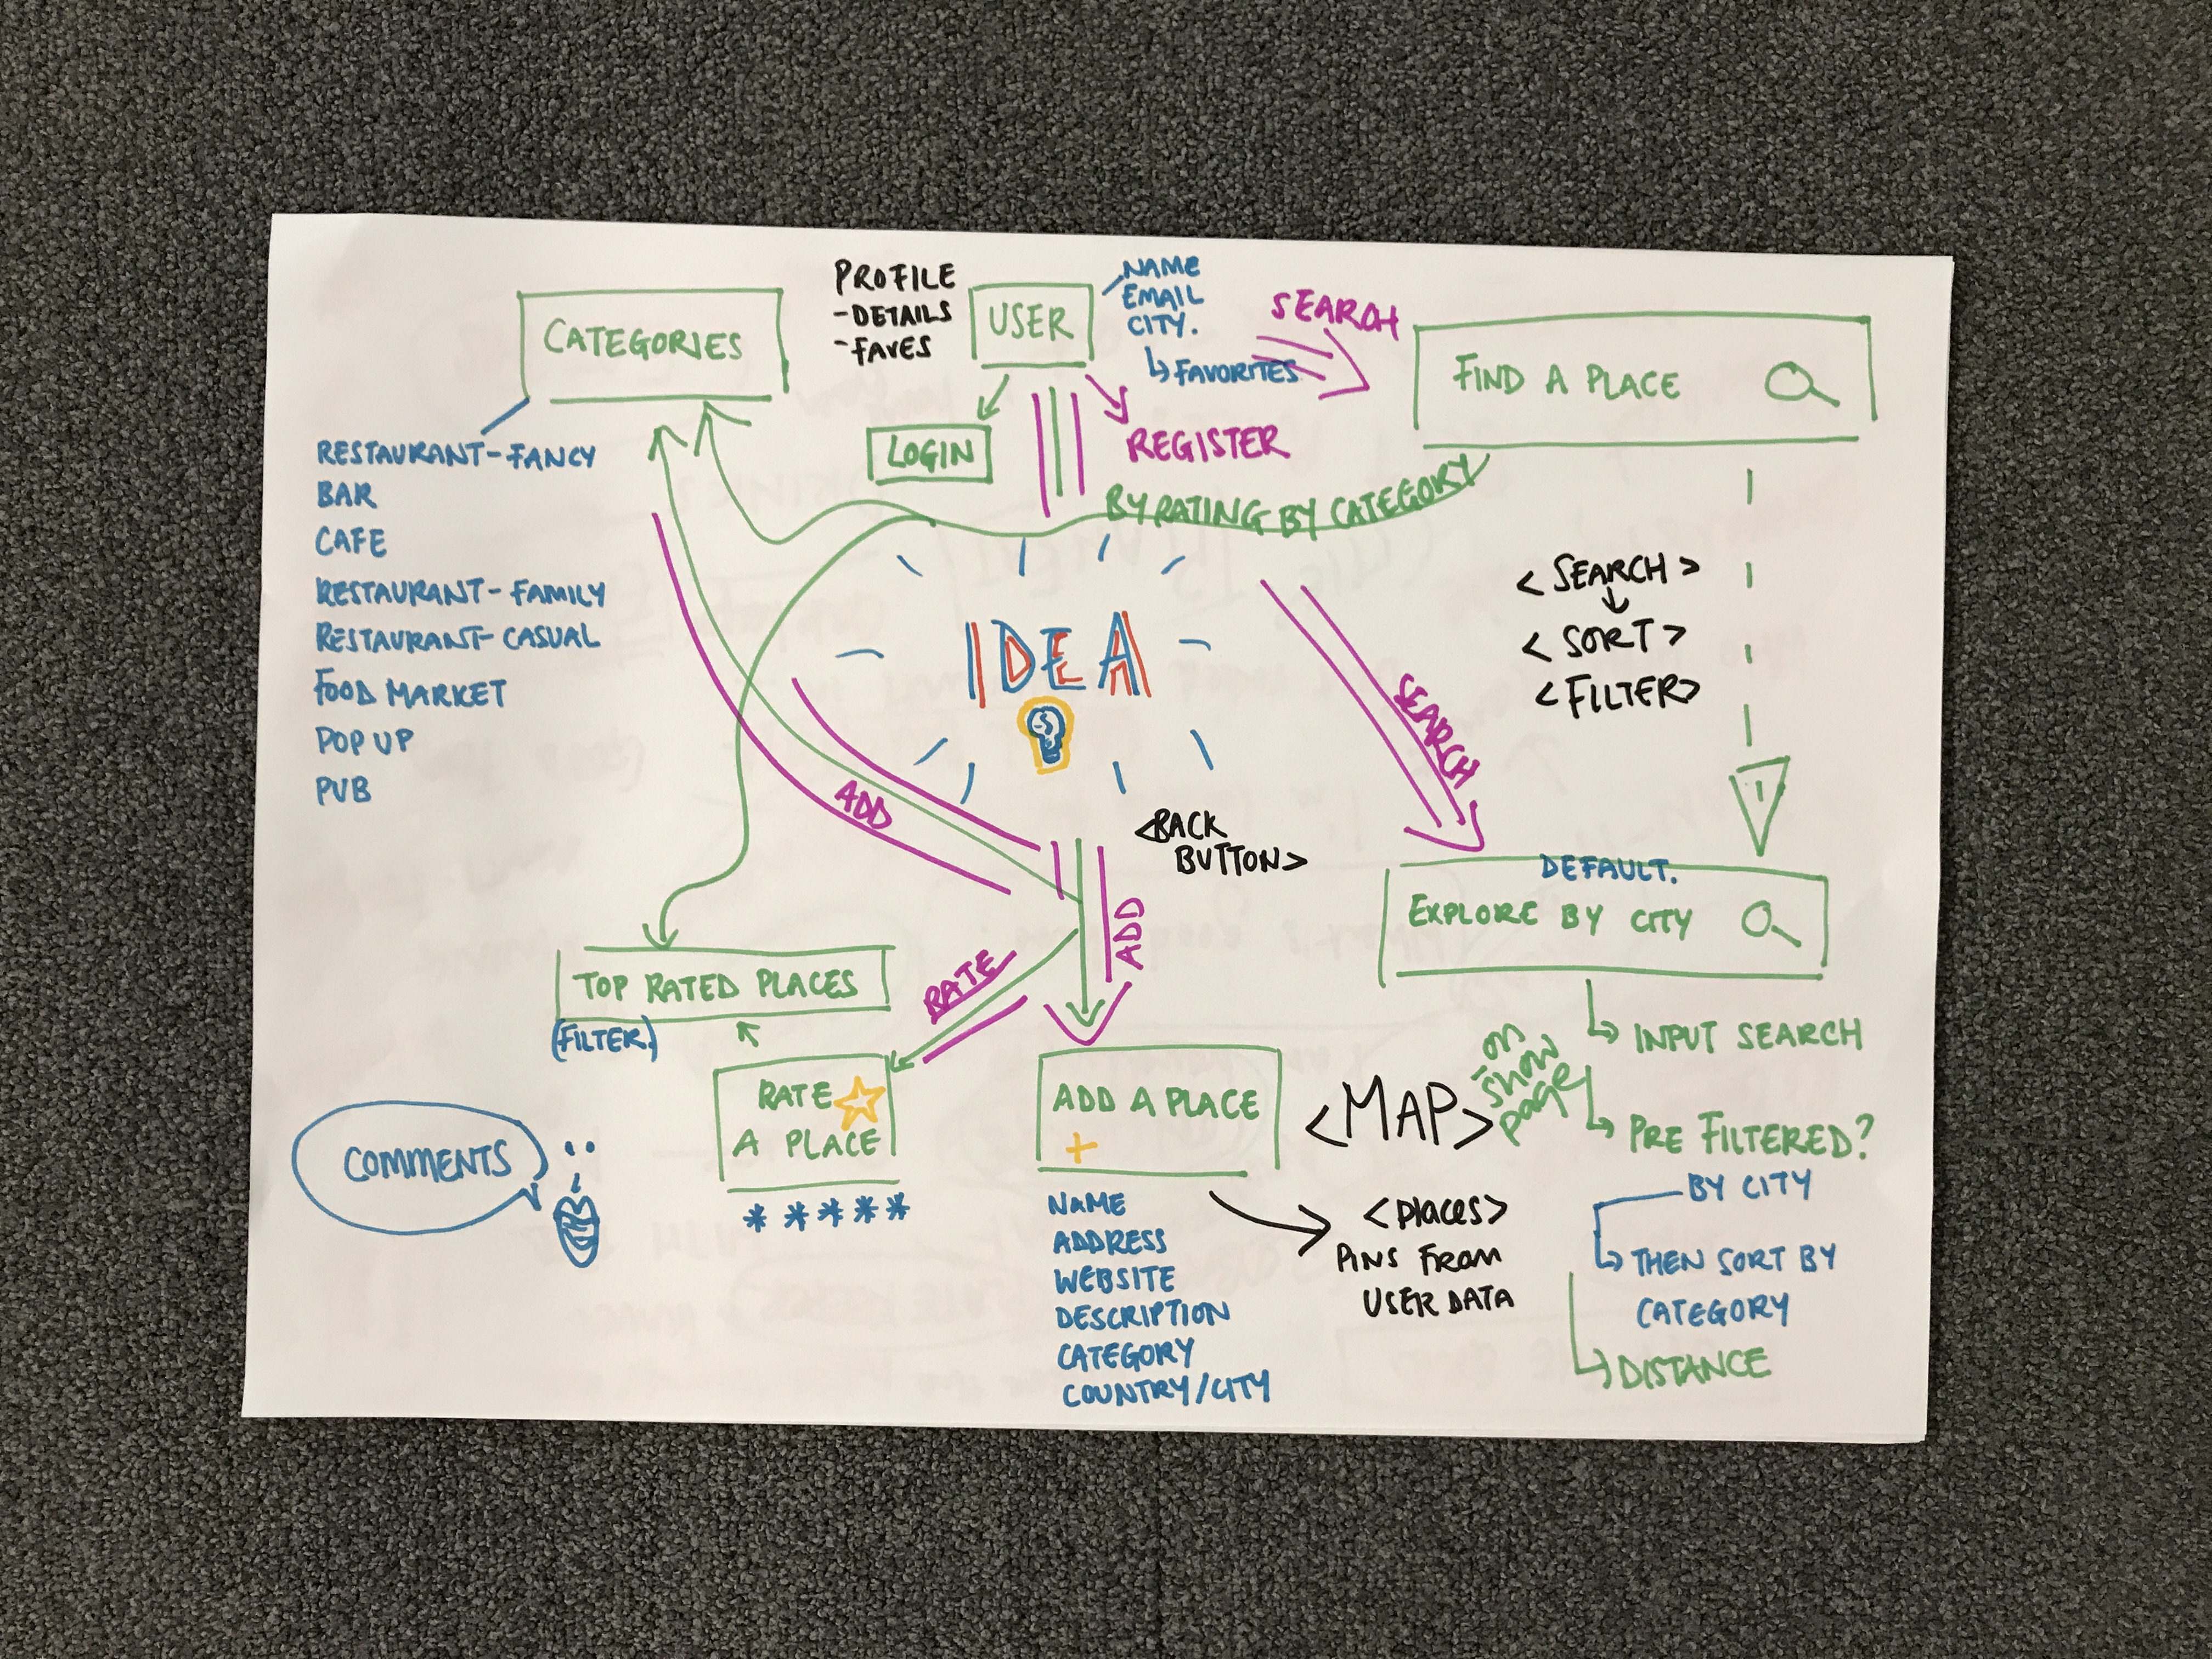 CATEGORIES
RESTAURANT-FANCY
BAR
CAFE
RESTAURANT-FAMILY
RESTAURANT-CASUAL
FOOD MARKET
POP UP
PUB
PROFILE
-DETAILS
-FAVES
USER
LOGIN
NAME
EMAIL
CITY.
↳ FAVORITES
REGISTER
SEARCH
FIND A PLACE
BY RATING BY CATEGORY
IDEA
ADD
<SEARCH>
<SORT>
<FILTER>
SEARCH
<BACK
BUTTON>
ADD
RATE
TOP RATED PLACES
(FILTER)
RATE
A PLACE
*****
COMMENTS
ADD A PLACE
+
NAME
ADDRESS
WEBSITE
DESCRIPTION
CATEGORY
COUNTRY/CITY
DEFAULT.
EXPLORE BY CITY
↳ INPUT SEARCH
↳ PRE FILTERED?
on
show
page
<MAP>
<PLACES>
PINS FROM
USER DATA
BY CITY
↳ THEN SORT BY
CATEGORY
↳ DISTANCE